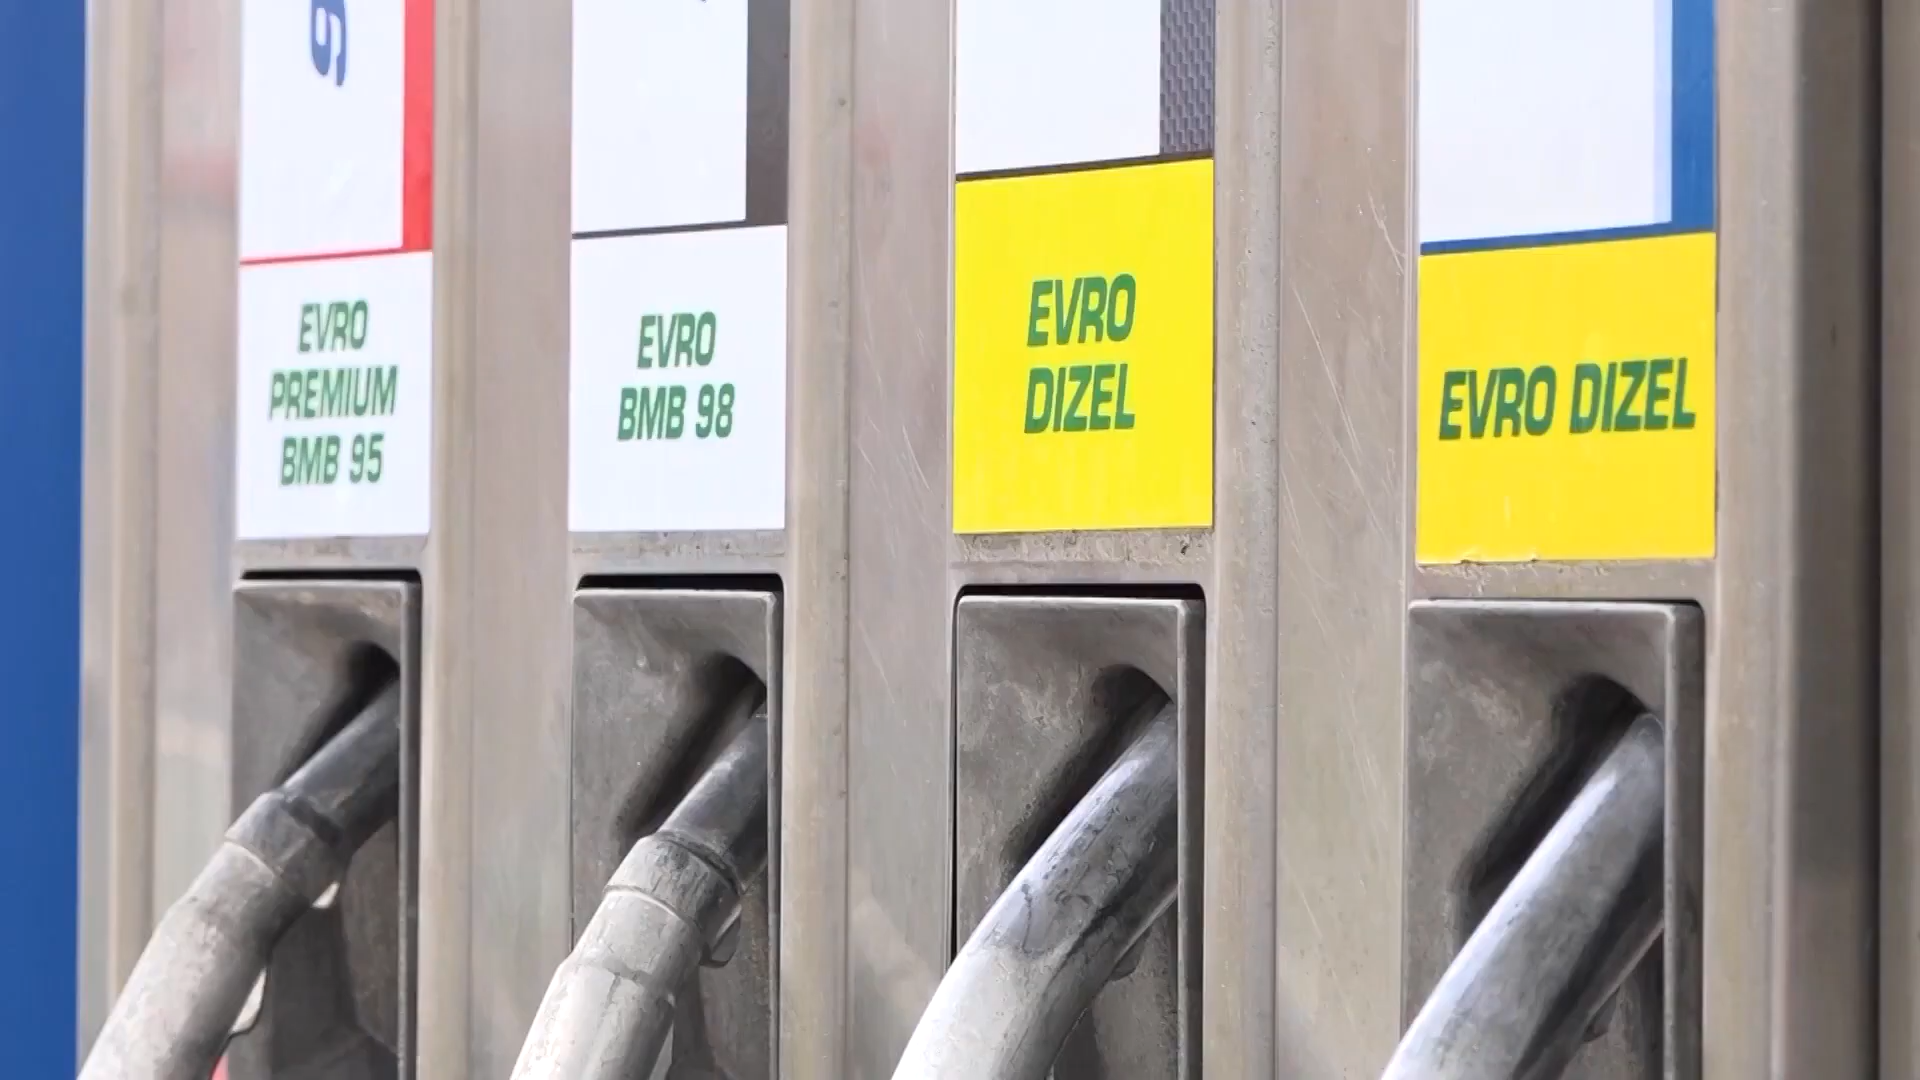 EVRO
PREMIUM
BMB 95
EVRO
BMB 98
EVRO
DIZEL
EVRO DIZEL